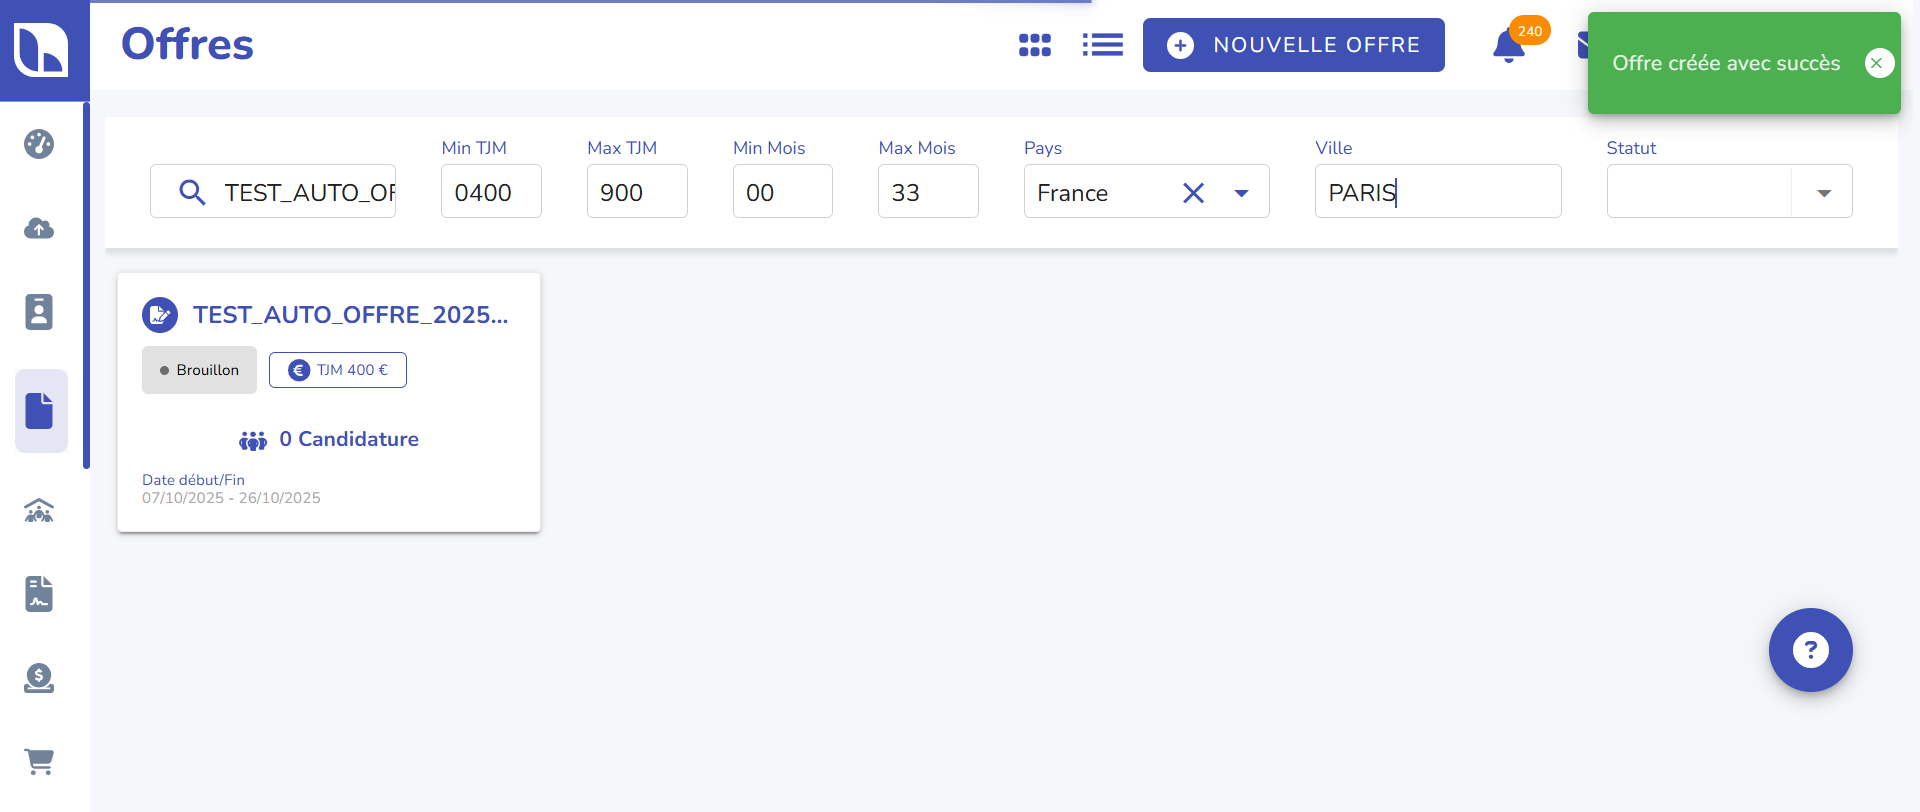 Offres
NOUVELLE OFFRE
240
Offre créée avec succès
Min TJM
Max TJM
Min Mois
Max Mois
Pays
Ville
Statut
TEST_AUTO_OF
0400
900
00
33
France
PARIS
TEST_AUTO_OFFRE_2025...
Brouillon
€ TJM 400 €
0 Candidature
Date début/Fin
07/10/2025 - 26/10/2025
?